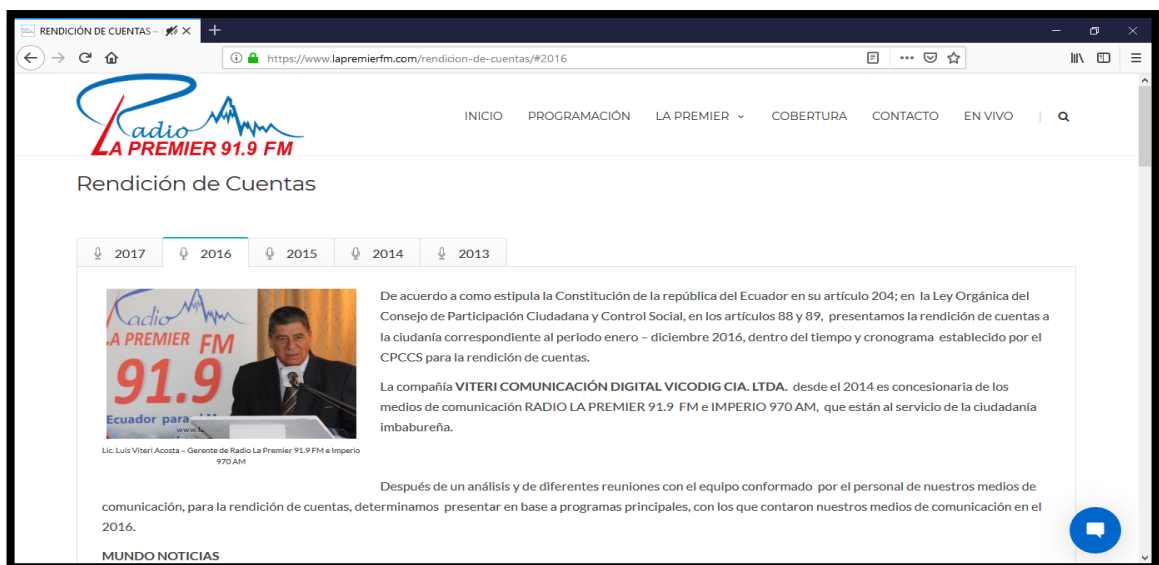 RENDICIÓN DE CUENTAS –
https://www.lapremierfm.com/rendicion-de-cuentas/#2016
Radio
LA PREMIER 91.9 FM
INICIO PROGRAMACIÓN LA PREMIER COBERTURA CONTACTO EN VIVO
Rendición de Cuentas
2017 2016 2015 2014 2013
Radio
LA PREMIER FM
91.9
Ecuador para
www.
Lic. Luis Viteri Acosta – Gerente de Radio La Premier 91.9 FM e Imperio
970 AM
De acuerdo a como estipula la Constitución de la república del Ecuador en su artículo 204; en la Ley Orgánica del
Consejo de Participación Ciudadana y Control Social, en los artículos 88 y 89, presentamos la rendición de cuentas a
la ciudanía correspondiente al periodo enero – diciembre 2016, dentro del tiempo y cronograma establecido por el
CPCCS para la rendición de cuentas.
La compañía VITERI COMUNICACIÓN DIGITAL VICODIG CIA. LTDA. desde el 2014 es concesionaria de los
medios de comunicación RADIO LA PREMIER 91.9 FM e IMPERIO 970 AM, que están al servicio de la ciudadanía
imbabureña.
Después de un análisis y de diferentes reuniones con el equipo conformado por el personal de nuestros medios de
comunicación, para la rendición de cuentas, determinamos presentar en base a programas principales, con los que contaron nuestros medios de comunicación en el
2016.
MUNDO NOTICIAS